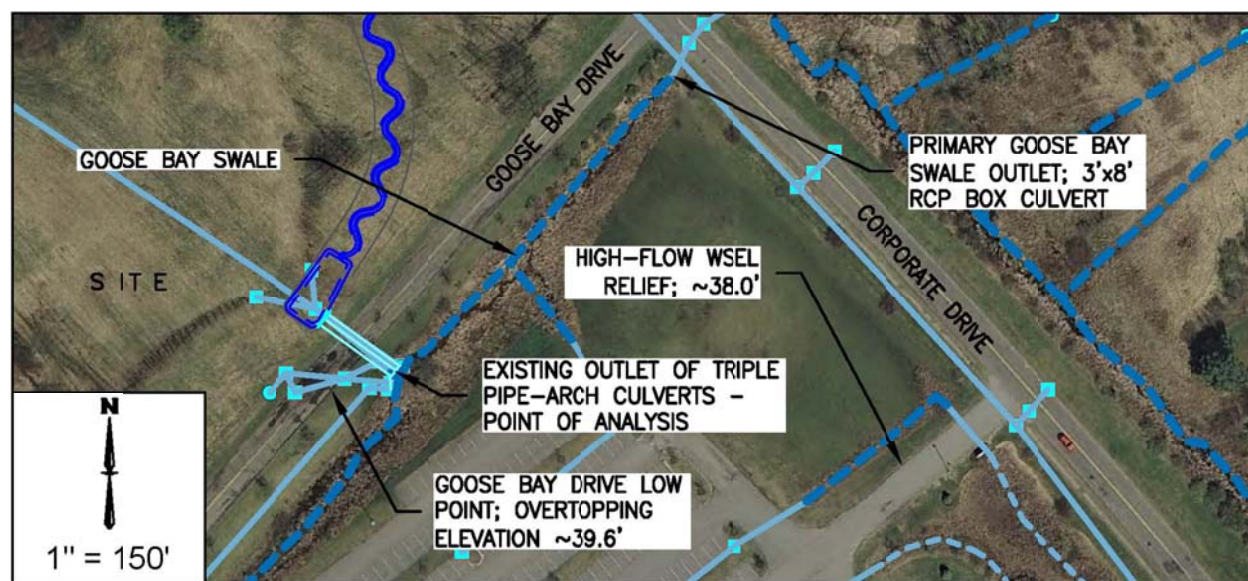 GOOSE BAY SWALE
GOOSE BAY DRIVE
PRIMARY GOOSE BAY
SWALE OUTLET; 3'x8'
RCP BOX CULVERT
CORPORATE DRIVE
HIGH-FLOW WSEL
RELIEF; ~38.0'
SITE
EXISTING OUTLET OF TRIPLE
PIPE-ARCH CULVERTS -
POINT OF ANALYSIS
GOOSE BAY DRIVE LOW
POINT; OVERTOPPING
ELEVATION ~39.6'
N
1" = 150'